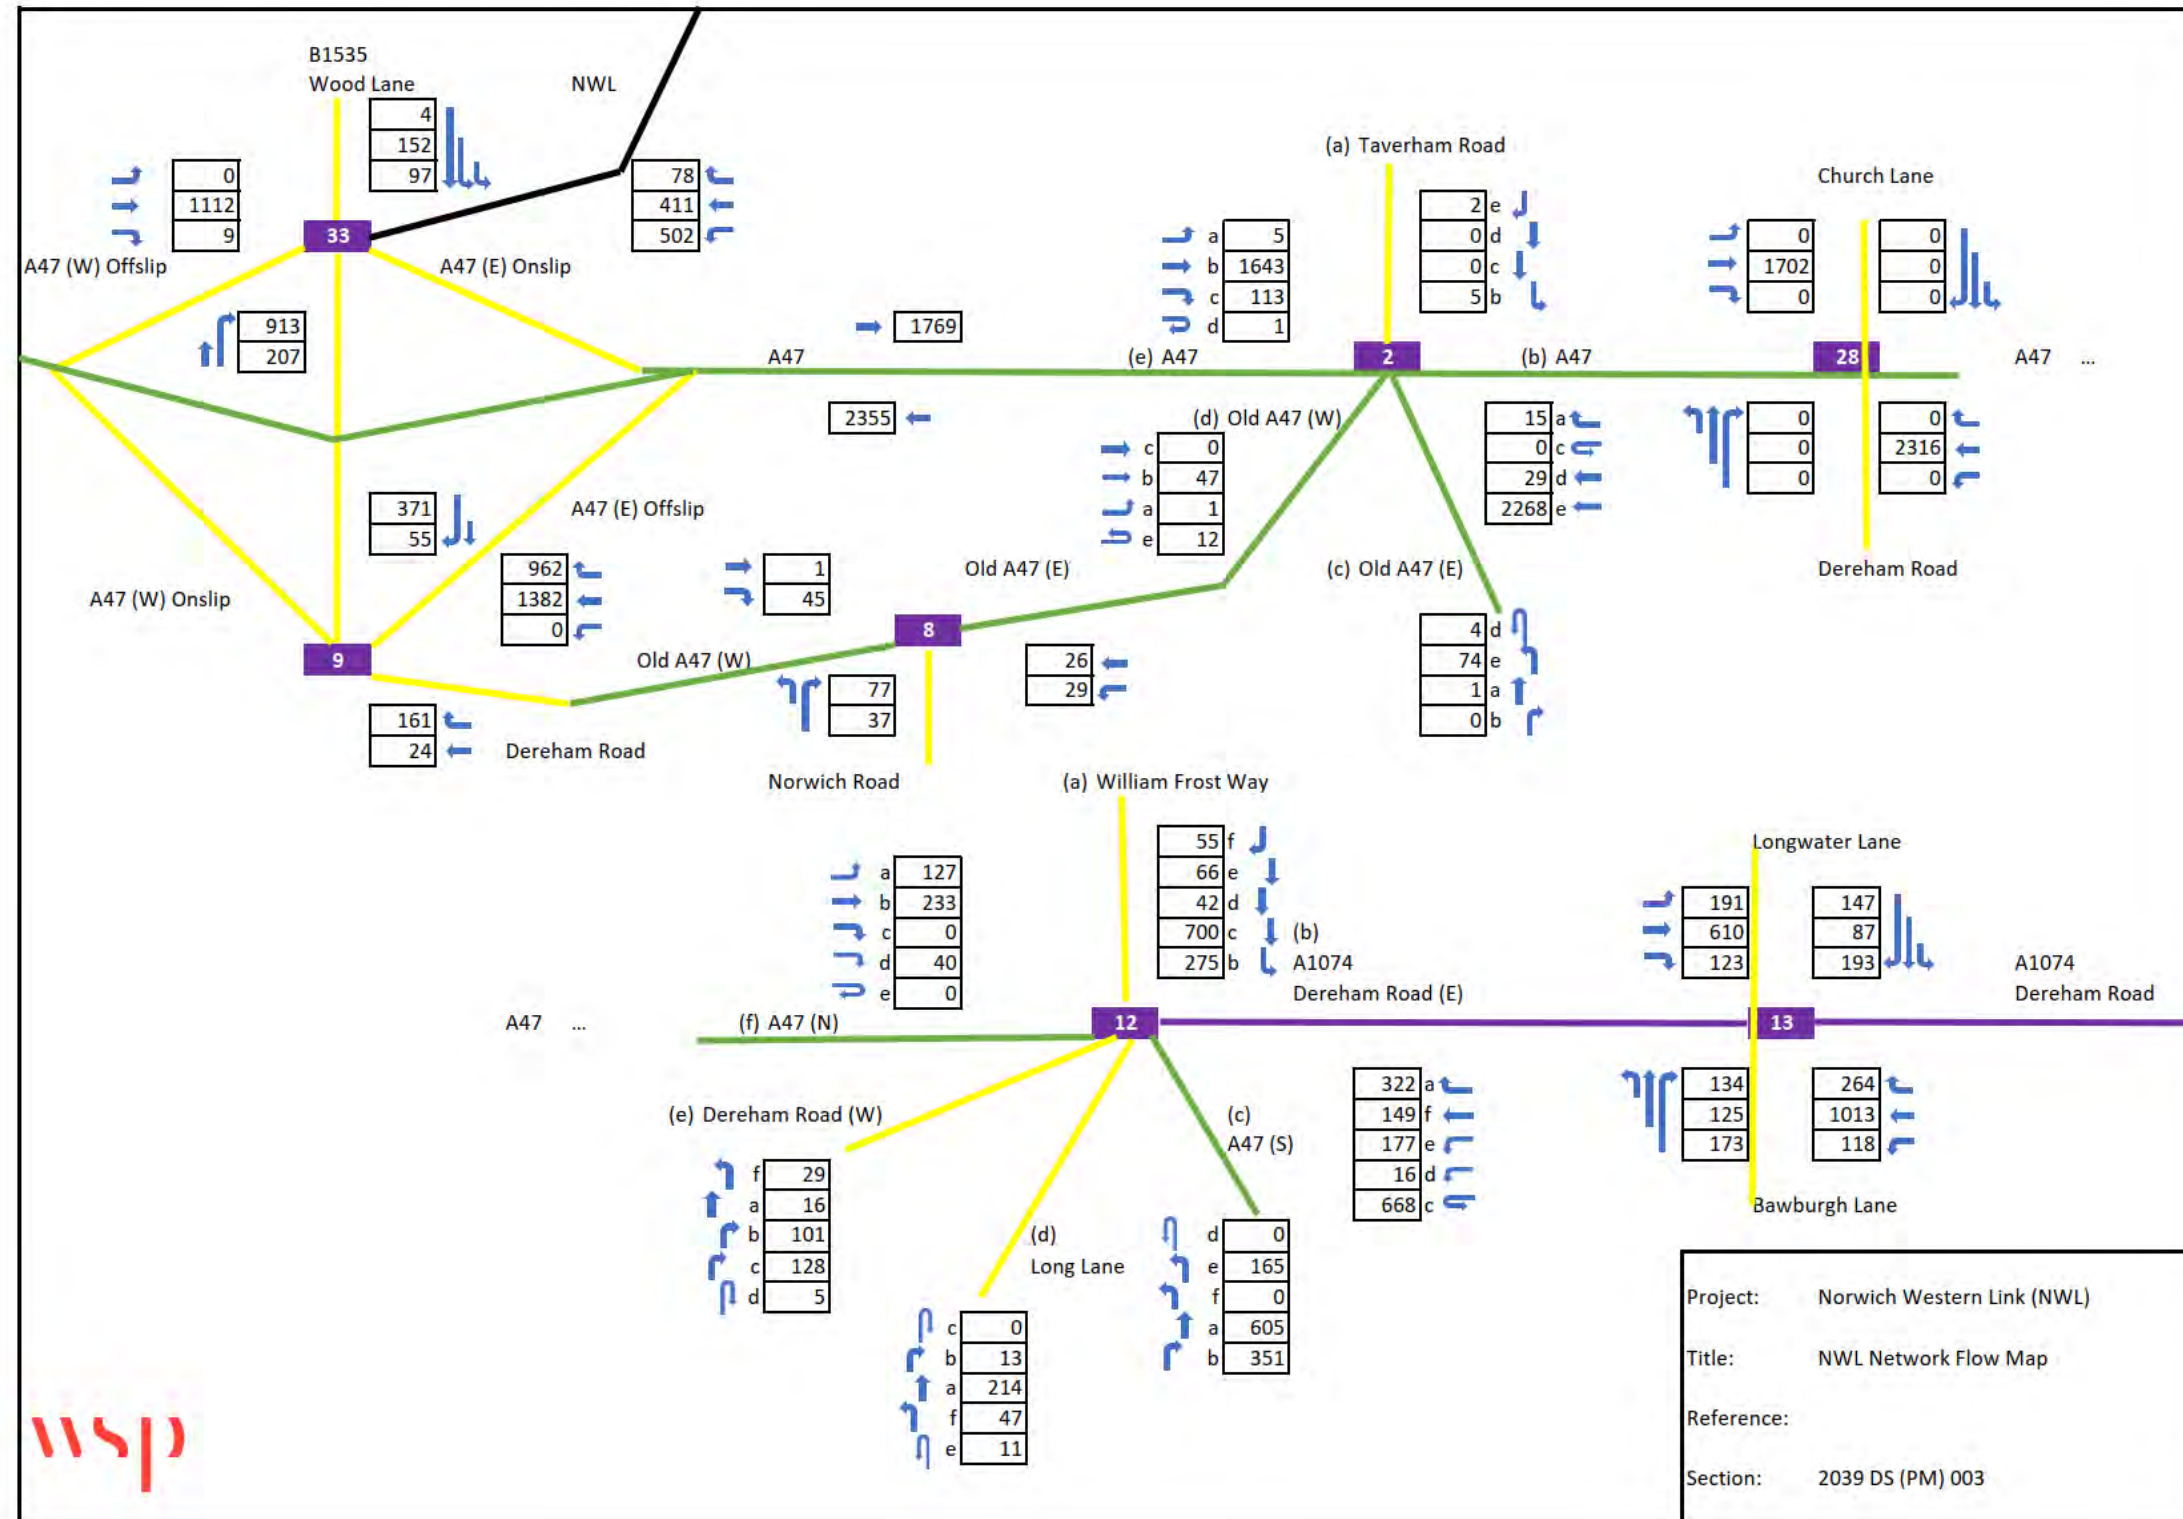 B1535
Wood Lane
NWL
4
152
97
0
1112
9
78
411
502
33
A47 (W) Offslip
A47 (E) Onslip
913
207
1769
A47
2355
371
55
A47 (E) Offslip
A47 (W) Onslip
962
1382
0
9
161
24
Dereham Road
1
45
Old A47 (W)
8
Old A47 (E)
77
37
26
29
Norwich Road
(a) Taverham Road
2 e
0 d
0 c
5 b
a 5
b 1643
c 113
d 1
(e) A47
2
(b) A47
(d) Old A47 (W)
c 0
b 47
a 1
e 12
15 a
0 c
29 d
2268 e
(c) Old A47 (E)
4 d
74 e
1 a
0 b
Church Lane
0
1702
0
0
0
0
28
A47 ...
0
0
0
0
2316
0
Dereham Road
(a) William Frost Way
55 f
66 e
42 d
700 c
275 b
(b)
A1074
Dereham Road (E)
a 127
b 233
c 0
d 40
e 0
A47 ...
(f) A47 (N)
12
(e) Dereham Road (W)
f 29
a 16
b 101
c 128
d 5
(d)
Long Lane
c 0
b 13
a 214
f 47
e 11
(c)
A47 (S)
d 0
e 165
f 0
a 605
b 351
322 a
149 f
177 e
16 d
668 c
Longwater Lane
191
610
123
147
87
193
A1074
Dereham Road
13
134
125
173
264
1013
118
Bawburgh Lane
Project: Norwich Western Link (NWL)
Title: NWL Network Flow Map
Reference:
Section: 2039 DS (PM) 003
wsp